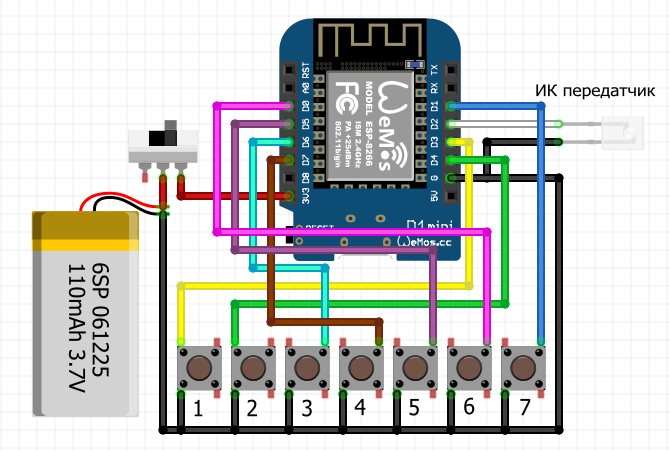 ИК передатчик
RST
A0
D0
D5
D6
D7
D8
3V3
TX
RX
D1
D2
D3
D4
G
5V
WeMos
MODEL ESP-8266
ISM 2.4GHz
PA +25dBm
802.11b/g/n
FC
RESET
D1mini
WeMos.cc
6SP 061225
110mAh 3.7V
1
2
3
4
5
6
7